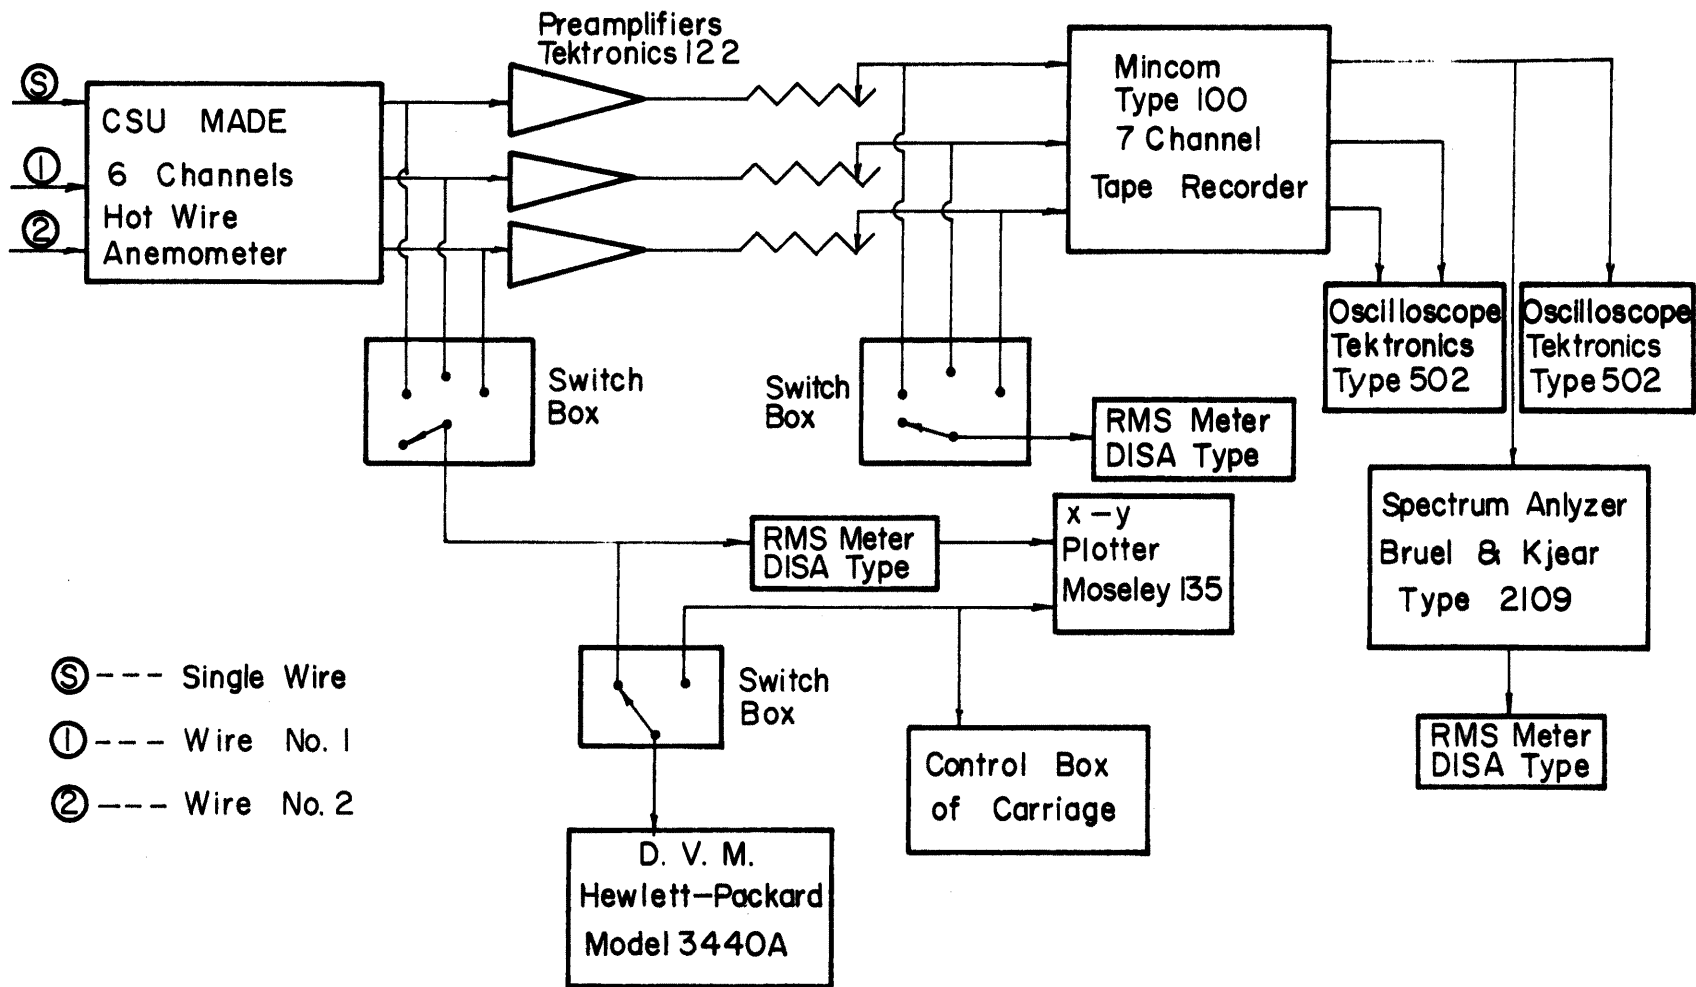 Preamplifiers
Tektronics 122
S
1
2
CSU MADE
6 Channels
Hot Wire
Anemometer
Mincom
Type 100
7 Channel
Tape Recorder
Oscilloscope
Tektronics
Type 502
Oscilloscope
Tektronics
Type 502
Switch
Box
Switch
Box
RMS Meter
DISA Type
RMS Meter
DISA Type
x-y
Plotter
Moseley 135
Spectrum Anlyzer
Bruel & Kjear
Type 2109
Switch
Box
Control Box
of Carriage
RMS Meter
DISA Type
S --- Single Wire
1 --- Wire No. 1
2 --- Wire No. 2
D. V. M.
Hewlett-Packard
Model 3440A